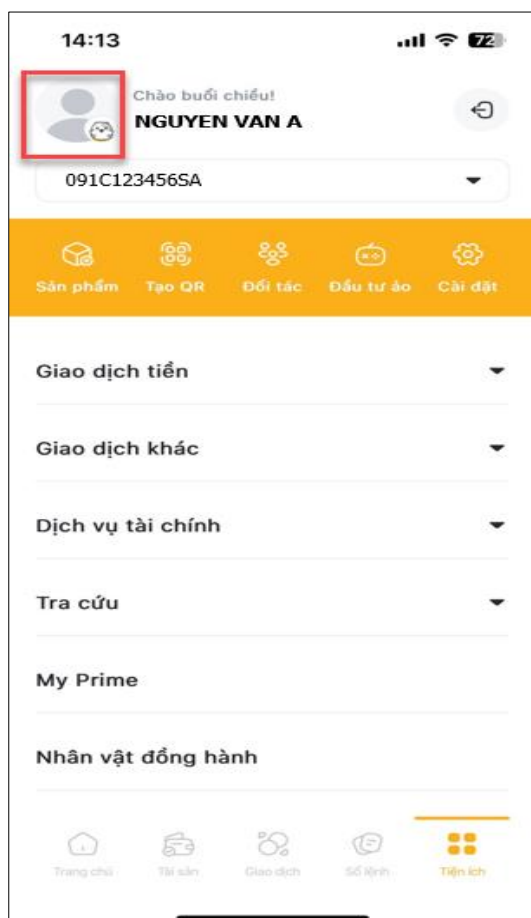 14:13
72
Chào buổi chiều!
NGUYEN VAN A
091C123456SA
Sản phẩm Tạo QR Đối tác Đầu tư ảo Cài đặt
Giao dịch tiền
Giao dịch khác
Dịch vụ tài chính
Tra cứu
My Prime
Nhân vật đồng hành
Trang chủ Tài sản Giao dịch Sổ lệnh Tiện ích